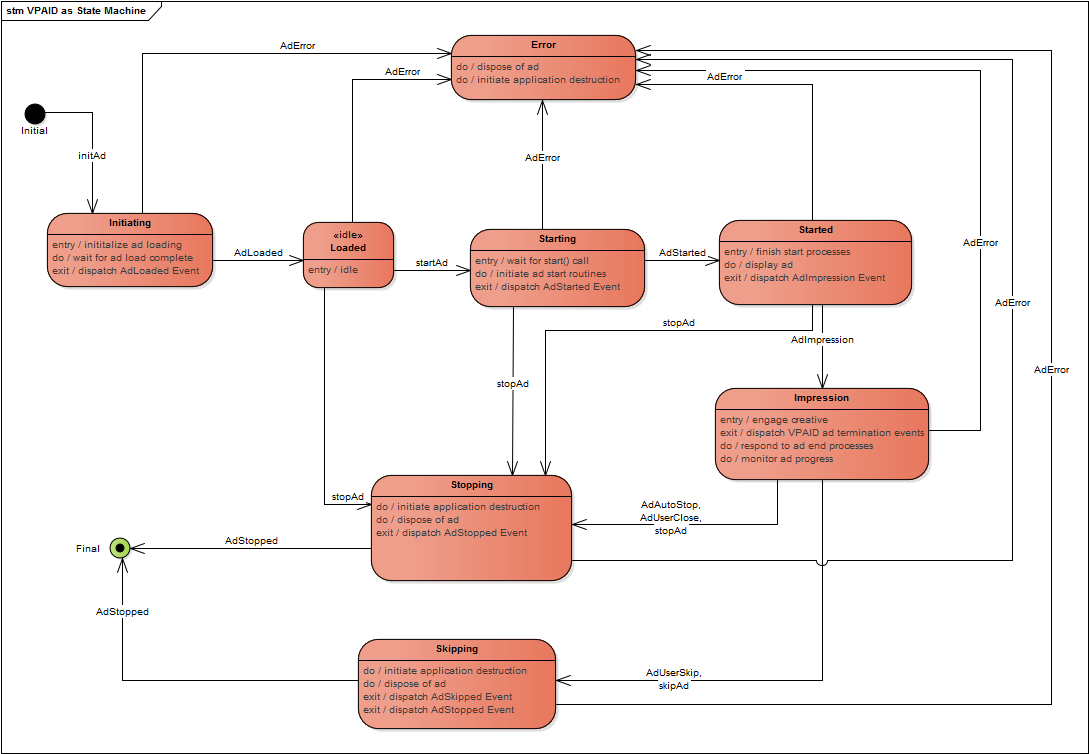 stm VPAID as State Machine
AdError
Error
do / dispose of ad
do / initiate application destruction
AdError
AdError
Initial
initAd
AdError
Initiating
entry / inititalize ad loading
do / wait for ad load complete
exit / dispatch AdLoaded Event
AdLoaded
«idle»
Loaded
entry / idle
startAd
Starting
entry / wait for start() call
do / initiate ad start routines
exit / dispatch AdStarted Event
AdStarted
Started
entry / finish start processes
do / display ad
exit / dispatch AdImpression Event
AdError
AdError
AdError
stopAd
AdImpression
stopAd
Impression
entry / engage creative
exit / dispatch VPAID ad termination events
do / respond to ad end processes
do / monitor ad progress
stopAd
Stopping
do / initiate application destruction
do / dispose of ad
exit / dispatch AdStopped Event
AdAutoStop,
AdUserClose,
stopAd
Final
AdStopped
AdStopped
Skipping
do / initiate application destruction
do / dispose of ad
exit / dispatch AdSkipped Event
exit / dispatch AdStopped Event
AdUserSkip,
skipAd